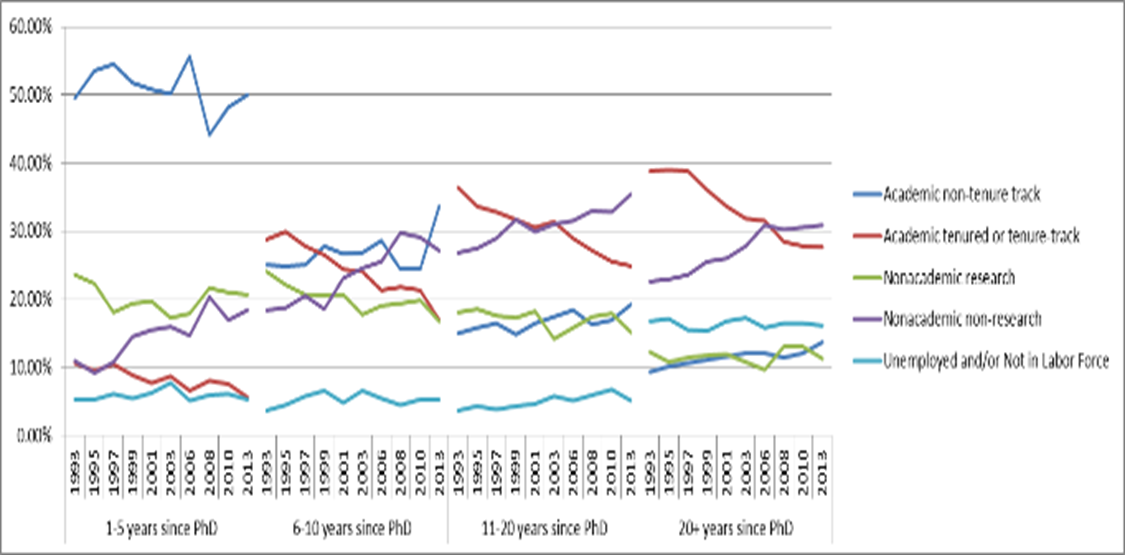 60.00%
50.00%
40.00%
30.00%
20.00%
10.00%
0.00%
1993 1995 1997 1999 2001 2003 2006 2008 2010 2013 1993 1995 1997 1999 2001 2003 2006 2008 2010 2013 1993 1995 1997 1999 2001 2003 2006 2008 2010 2013 1993 1995 1997 1999 2001 2003 2006 2008 2010 2013
1-5 years since PhD 6-10 years since PhD 11-20 years since PhD 20+ years since PhD
Academic non-tenure track
Academic tenured or tenure-track
Nonacademic research
Nonacademic non-research
Unemployed and/or Not in Labor Force